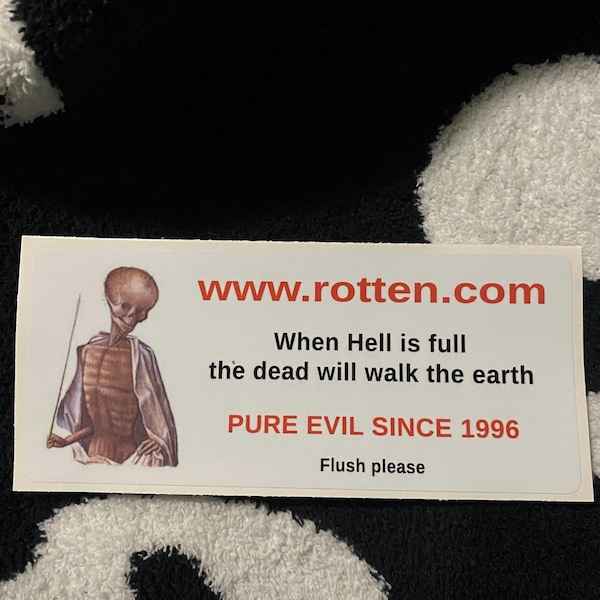 www.rotten.com
When Hell is full
the dead will walk the earth
PURE EVIL SINCE 1996
Flush please